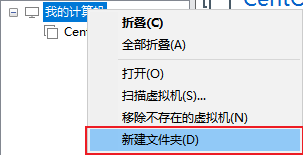 我的计算机
折叠(C)
全部折叠(A)
打开(O)
扫描虚拟机(S)...
移除不存在的虚拟机(N)
新建文件夹(D)